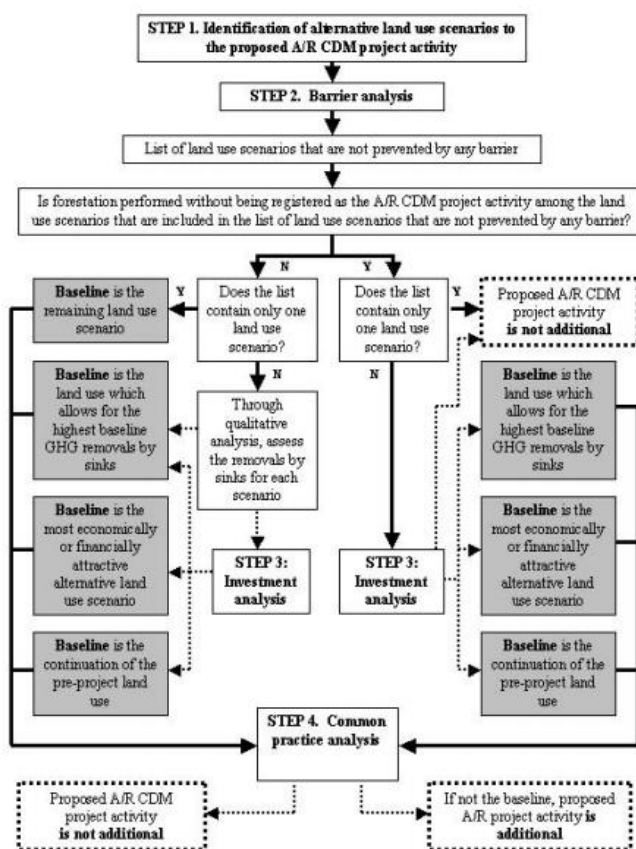 STEP 1. Identification of alternative land use scenarios to
the proposed A/R CDM project activity
STEP 2. Barrier analysis
List of land use scenarios that are not prevented by any barrier
Is forestation performed without being registered as the A/R CDM project activity among the land
use scenarios that are included in the list of land use scenarios that are not prevented by any barrier?
N
Y
Baseline is the
remaining land use
scenario
Y
Does the list
contain only one
land use
scenario?
Does the list
contain only
one land use
scenario?
Y
Proposed A/R CDM
project activity
is not additional
N
N
Baseline is the
land use which
allows for the
highest baseline
GHG removals by
sinks
Through
qualitative
analysis, assess
the removals by
sinks for each
scenario
Baseline is the
land use which
allows for the
highest baseline
GHG removals by
sinks
Baseline is the
most economically
or financially
attractive
alternative land
use scenario
STEP 3:
Investment
analysis
STEP 3:
Investment
analysis
Baseline is the
most economically
or financially
attractive
alternative land
use scenario
Baseline is the
continuation of the
pre-project land
use
Baseline is the
continuation of the
pre-project land
use
STEP 4. Common
practice analysis
Proposed A/R CDM
project activity
is not additional
If not the baseline, proposed
A/R project activity is
additional